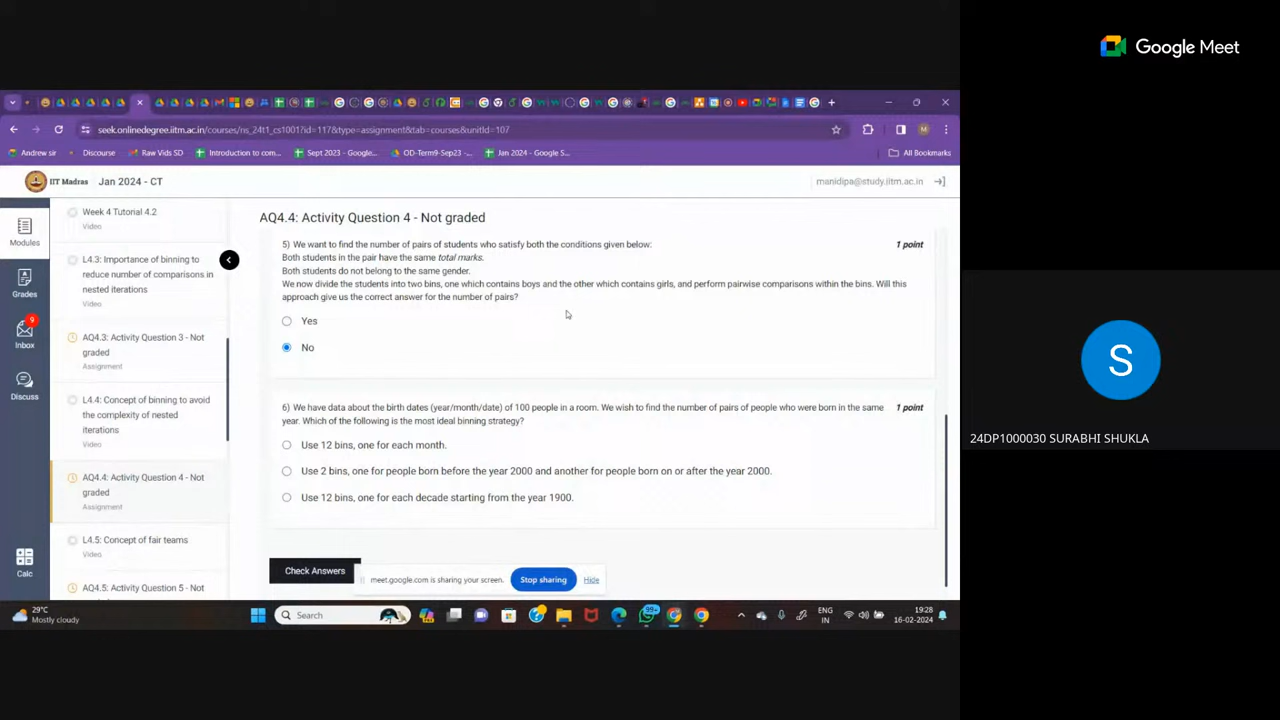 Google Meet
seek.onlinedegree.iitm.ac.in/courses/ns_24t1_cs1001?id=117&type=assignment&tab=courses&unitId=107
Andrew sir
Discourse
Raw Vids SD
Introduction to com...
Sept 2023 - Google...
OD-Term9-Sep23 -...
Jan 2024 - Google S...
All Bookmarks
IIT Madras
Jan 2024 - CT
manidipa@study.iitm.ac.in
Modules
Grades
9
Inbox
Discuss
Calc
Week 4 Tutorial 4.2
Video
L4.3: Importance of binning to
reduce number of comparisons in
nested iterations
Video
AQ4.3: Activity Question 3 - Not
graded
Assignment
L4.4: Concept of binning to avoid
the complexity of nested
iterations
Video
AQ4.4: Activity Question 4 - Not
graded
Assignment
L4.5: Concept of fair teams
Video
AQ4.5: Activity Question 5 - Not
AQ4.4: Activity Question 4 - Not graded
5) We want to find the number of pairs of students who satisfy both the conditions given below:
1 point
Both students in the pair have the same total marks.
Both students do not belong to the same gender.
We now divide the students into two bins, one which contains boys and the other which contains girls, and perform pairwise comparisons within the bins. Will this
approach give us the correct answer for the number of pairs?
Yes
No
6) We have data about the birth dates (year/month/date) of 100 people in a room. We wish to find the number of pairs of people who were born in the same
1 point
year. Which of the following is the most ideal binning strategy?
Use 12 bins, one for each month.
Use 2 bins, one for people born before the year 2000 and another for people born on or after the year 2000.
Use 12 bins, one for each decade starting from the year 1900.
Check Answers
meet.google.com is sharing your screen.
Stop sharing
Hide
29°C
Mostly cloudy
Search
99+
ENG
IN
19:28
16-02-2024
S
24DP1000030 SURABHI SHUKLA